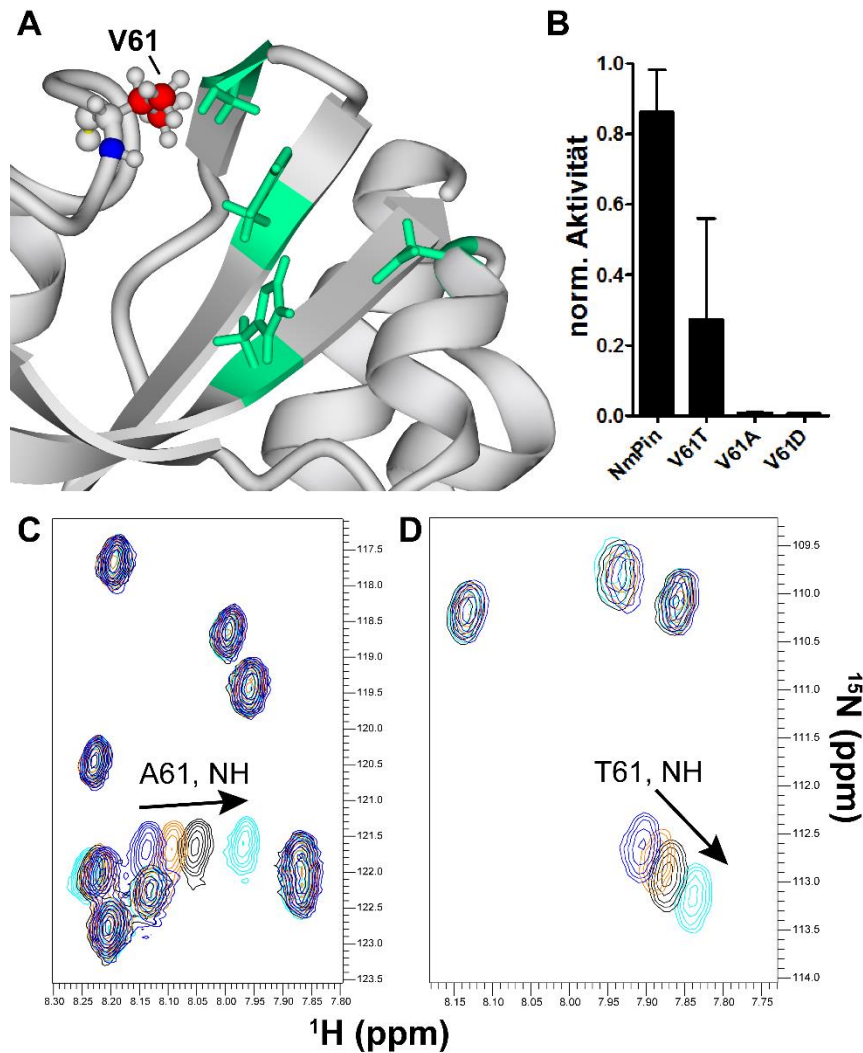 A
V61
B
norm. Aktivität
1.0
0.8
0.6
0.4
0.2
0.0
NmPin
V61T
V61A
V61D
C
A61, NH
117.5
118.0
118.5
119.0
119.5
120.0
120.5
121.0
121.5
122.0
122.5
123.0
123.5
8.30 8.25 8.20 8.15 8.10 8.05 8.00 7.95 7.90 7.85 7.80
D
T61, NH
109.5
110.0
110.5
111.0
111.5
112.0
112.5
113.0
113.5
114.0
8.15 8.10 8.05 8.00 7.95 7.90 7.85 7.80 7.75
¹⁵N (ppm)
¹H (ppm)